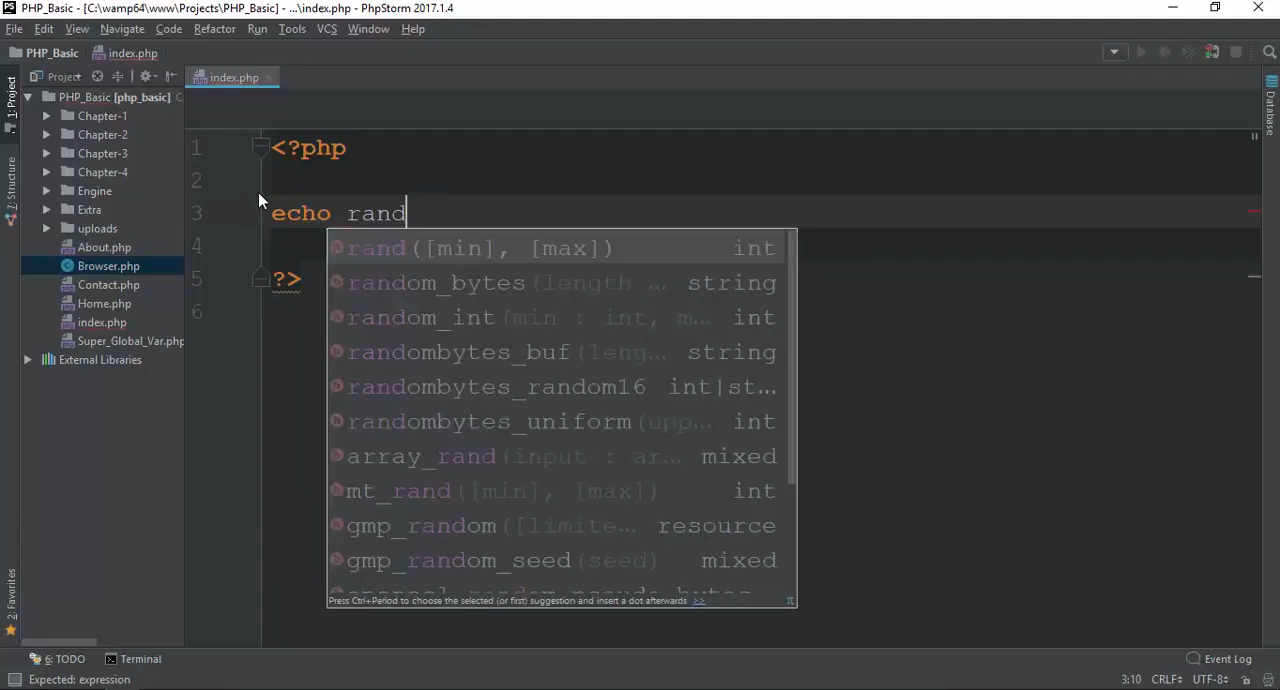 PHP_Basic - [C:\wamp64\www\Projects\PHP_Basic] - ...\index.php - PhpStorm 2017.1.4
File Edit View Navigate Code Refactor Run Tools VCS Window Help
PHP_Basic index.php
Project
index.php
1: Project
7: Structure
2: Favorites
PHP_Basic [php_basic] C
Chapter-1
Chapter-2
Chapter-3
Chapter-4
Engine
Extra
uploads
About.php
Browser.php
Contact.php
Home.php
index.php
Super_Global_Var.php
External Libraries
1 <?php
2
3 echo rand
4
5 ?>
6
rand([min], [max]) int
random_bytes(length ... string
random_int(min : int, m... int
randombytes_buf(leng... string
randombytes_random16 int|st...
randombytes_uniform(upp... int
array_rand(input : ar... mixed
mt_rand([min], [max]) int
gmp_random([limite... resource
gmp_random_seed(seed) mixed
Press Ctrl+Period to choose the selected (or first) suggestion and insert a dot afterwards >> π
Database
6: TODO Terminal Event Log
Expected: expression 3:10 CRLF UTF-8